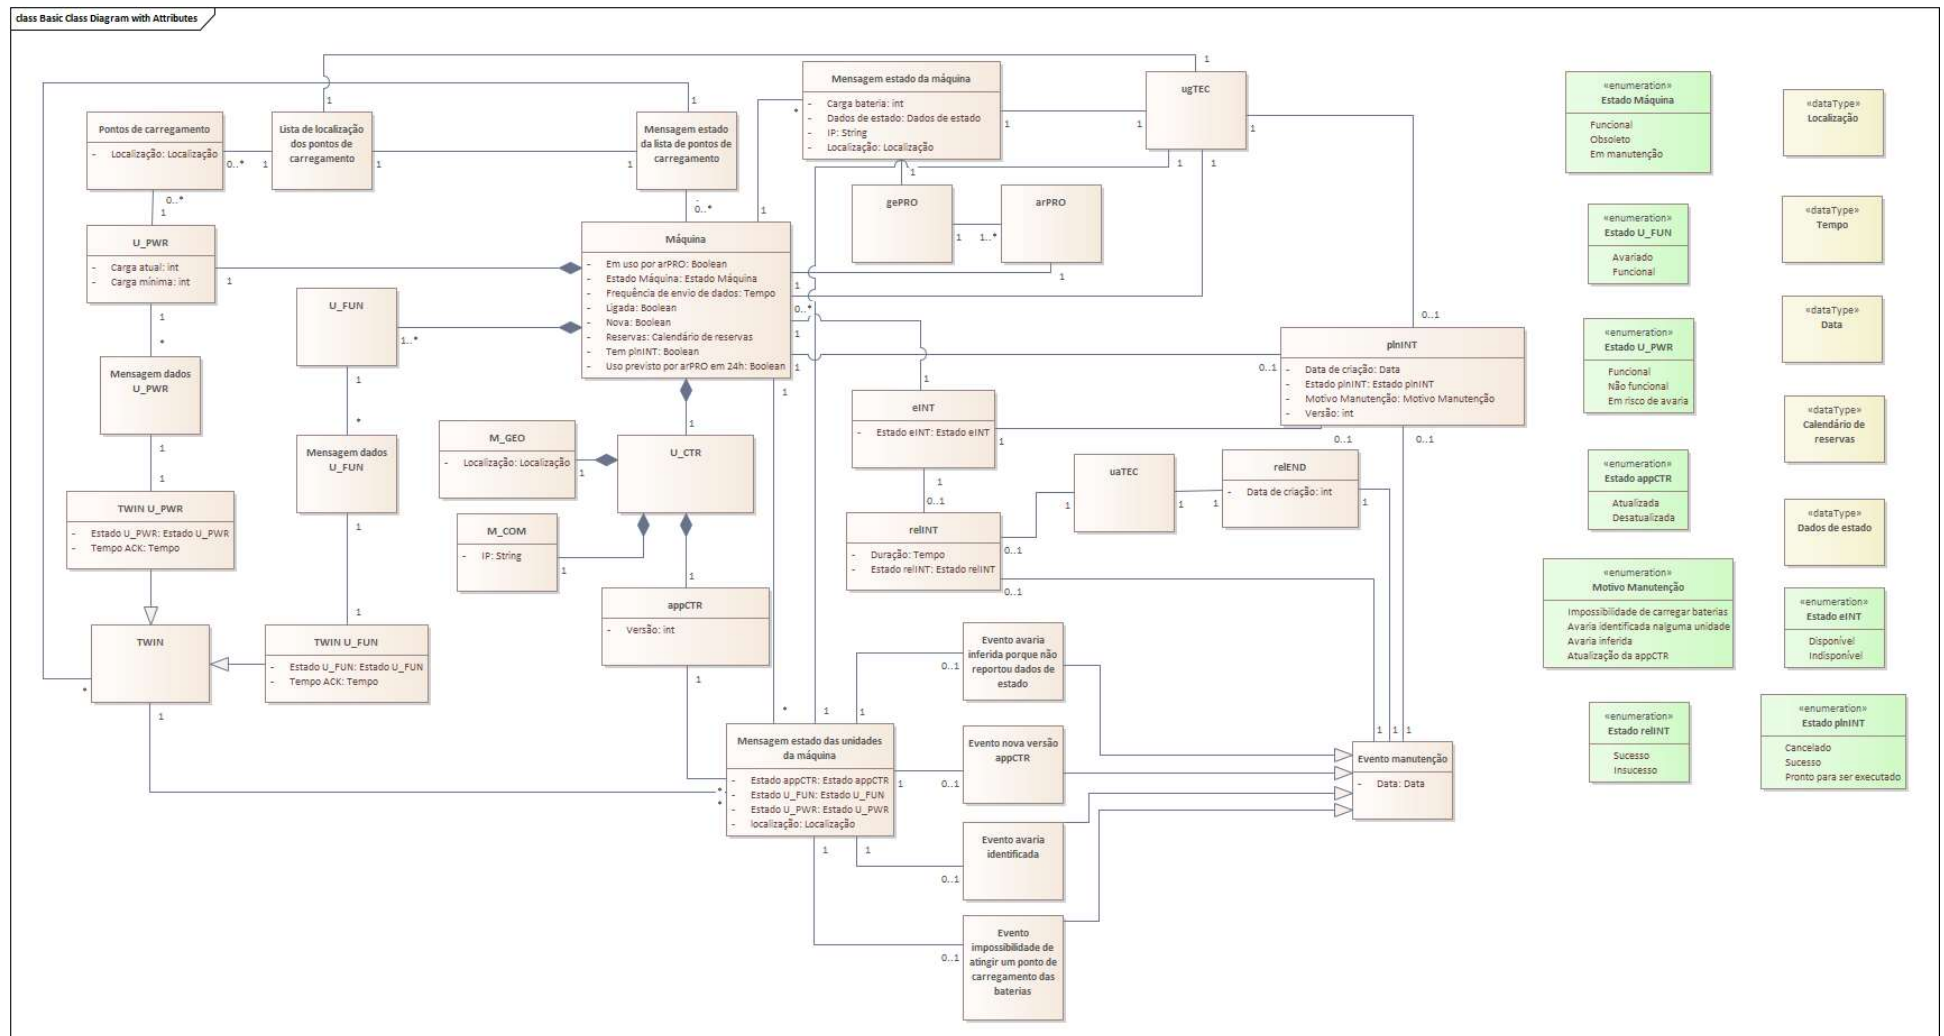 class Basic Class Diagram with Attributes
Pontos de carregamento
- Localização: Localização
Lista de localização
dos pontos de
carregamento
Mensagem estado
da lista de pontos de
carregamento
Mensagem estado da máquina
- Carga bateria: int
- Dados de estado: Dados de estado
- IP: String
- Localização: Localização
ugTEC
gePRO
arPRO
U_PWR
- Carga atual: int
- Carga mínima: int
U_FUN
Máquina
- Em uso por arPRO: Boolean
- Estado Máquina: Estado Máquina
- Frequência de envio de dados: Tempo
- Ligada: Boolean
- Nova: Boolean
- Reservas: Calendário de reservas
- Tem plnINT: Boolean
- Uso previsto por arPRO em 24h: Boolean
plnINT
- Data de criação: Data
- Estado plnINT: Estado plnINT
- Motivo Manutenção: Motivo Manutenção
- Versão: int
Mensagem dados
U_PWR
Mensagem dados
U_FUN
M_GEO
- Localização: Localização
U_CTR
eINT
- Estado eINT: Estado eINT
uaTEC
relEND
- Data de criação: int
TWIN U_PWR
- Estado U_PWR: Estado U_PWR
- Tempo ACK: Tempo
M_COM
- IP: String
relINT
- Duração: Tempo
- Estado relINT: Estado relINT
appCTR
- Versão: int
TWIN
TWIN U_FUN
- Estado U_FUN: Estado U_FUN
- Tempo ACK: Tempo
Evento avaria
inferida porque não
reportou dados de
estado
Mensagem estado das unidades
da máquina
- Estado appCTR: Estado appCTR
- Estado U_FUN: Estado U_FUN
- Estado U_PWR: Estado U_PWR
- localização: Localização
Evento nova versão
appCTR
Evento manutenção
- Data: Data
Evento avaria
identificada
Evento
impossibilidade de
atingir um ponto de
carregamento das
baterias
«enumeration»
Estado Máquina
Funcional
Obsoleto
Em manutenção
«enumeration»
Estado U_FUN
Avariado
Funcional
«enumeration»
Estado U_PWR
Funcional
Não funcional
Em risco de avaria
«enumeration»
Estado appCTR
Atualizada
Desatualizada
«enumeration»
Motivo Manutenção
Impossibilidade de carregar baterias
Avaria identificada nalguma unidade
Avaria inferida
Atualização da appCTR
«enumeration»
Estado relINT
Sucesso
Insucesso
«dataType»
Localização
«dataType»
Tempo
«dataType»
Data
«dataType»
Calendário de
reservas
«dataType»
Dados de estado
«enumeration»
Estado eINT
Disponível
Indisponível
«enumeration»
Estado plnINT
Cancelado
Sucesso
Pronto para ser executado